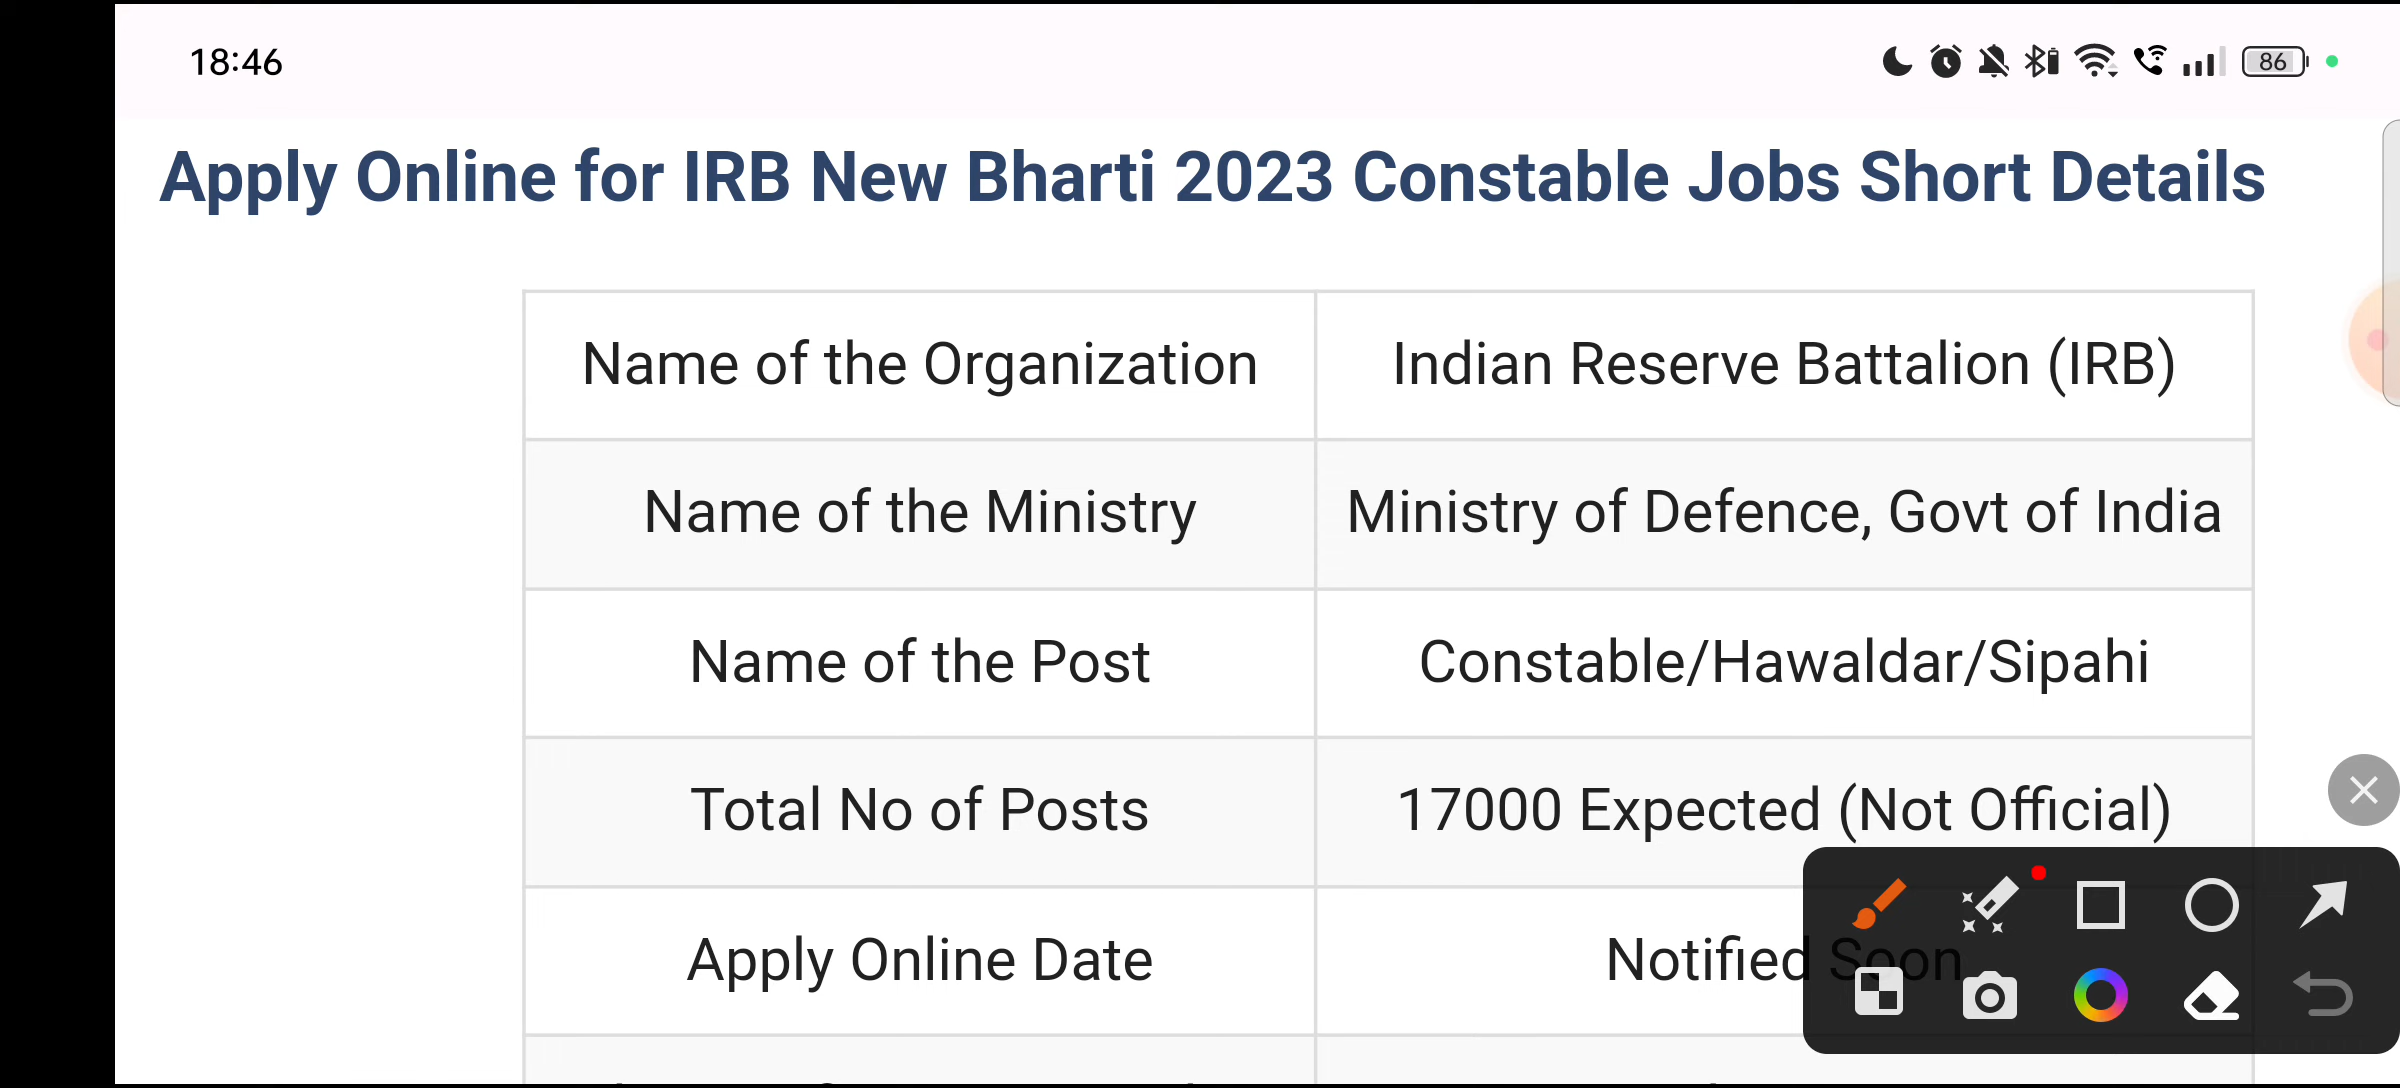 18:46
86
Apply Online for IRB New Bharti 2023 Constable Jobs Short Details
Name of the Organization
Indian Reserve Battalion (IRB)
Name of the Ministry
Ministry of Defence, Govt of India
Name of the Post
Constable/Hawaldar/Sipahi
Total No of Posts
17000 Expected (Not Official)
Apply Online Date
Notified Soon